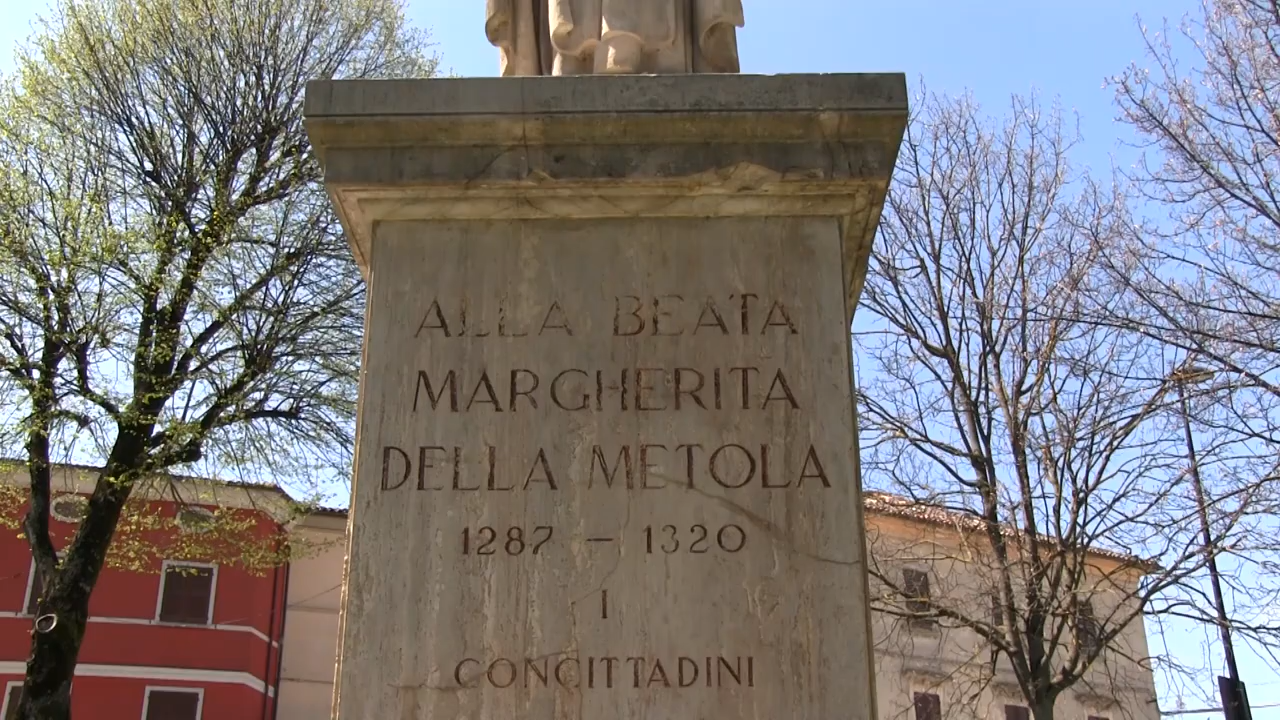 ALLA BEATA
MARGHERITA
DELLA METOLA
1287 – 1320
I
CONCITTADINI